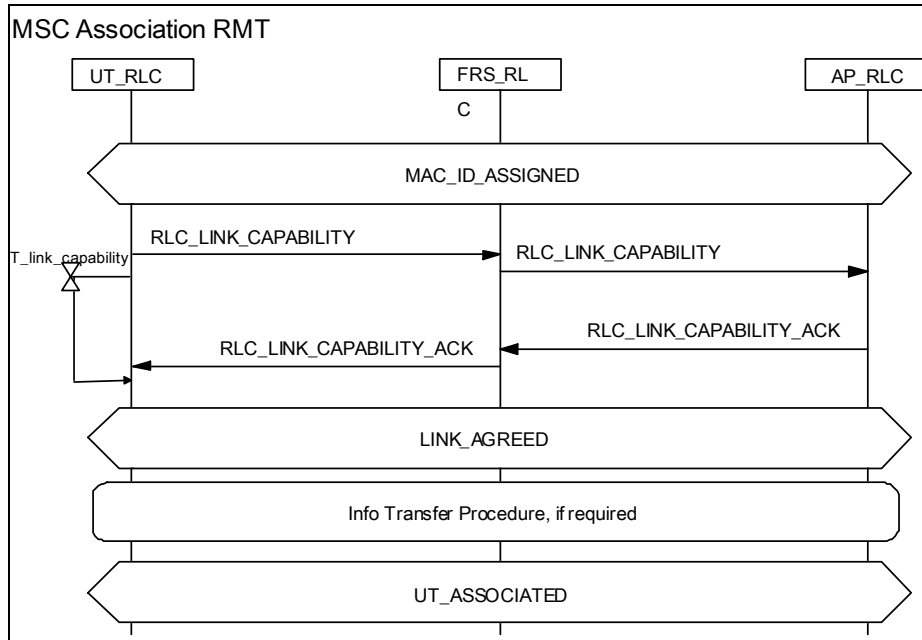 MSC Association RMT
UT_RLC
FRS_RL
C
AP_RLC
MAC_ID_ASSIGNED
RLC_LINK_CAPABILITY
T_link_capability
RLC_LINK_CAPABILITY
RLC_LINK_CAPABILITY_ACK
RLC_LINK_CAPABILITY_ACK
LINK_AGREED
Info Transfer Procedure, if required
UT_ASSOCIATED